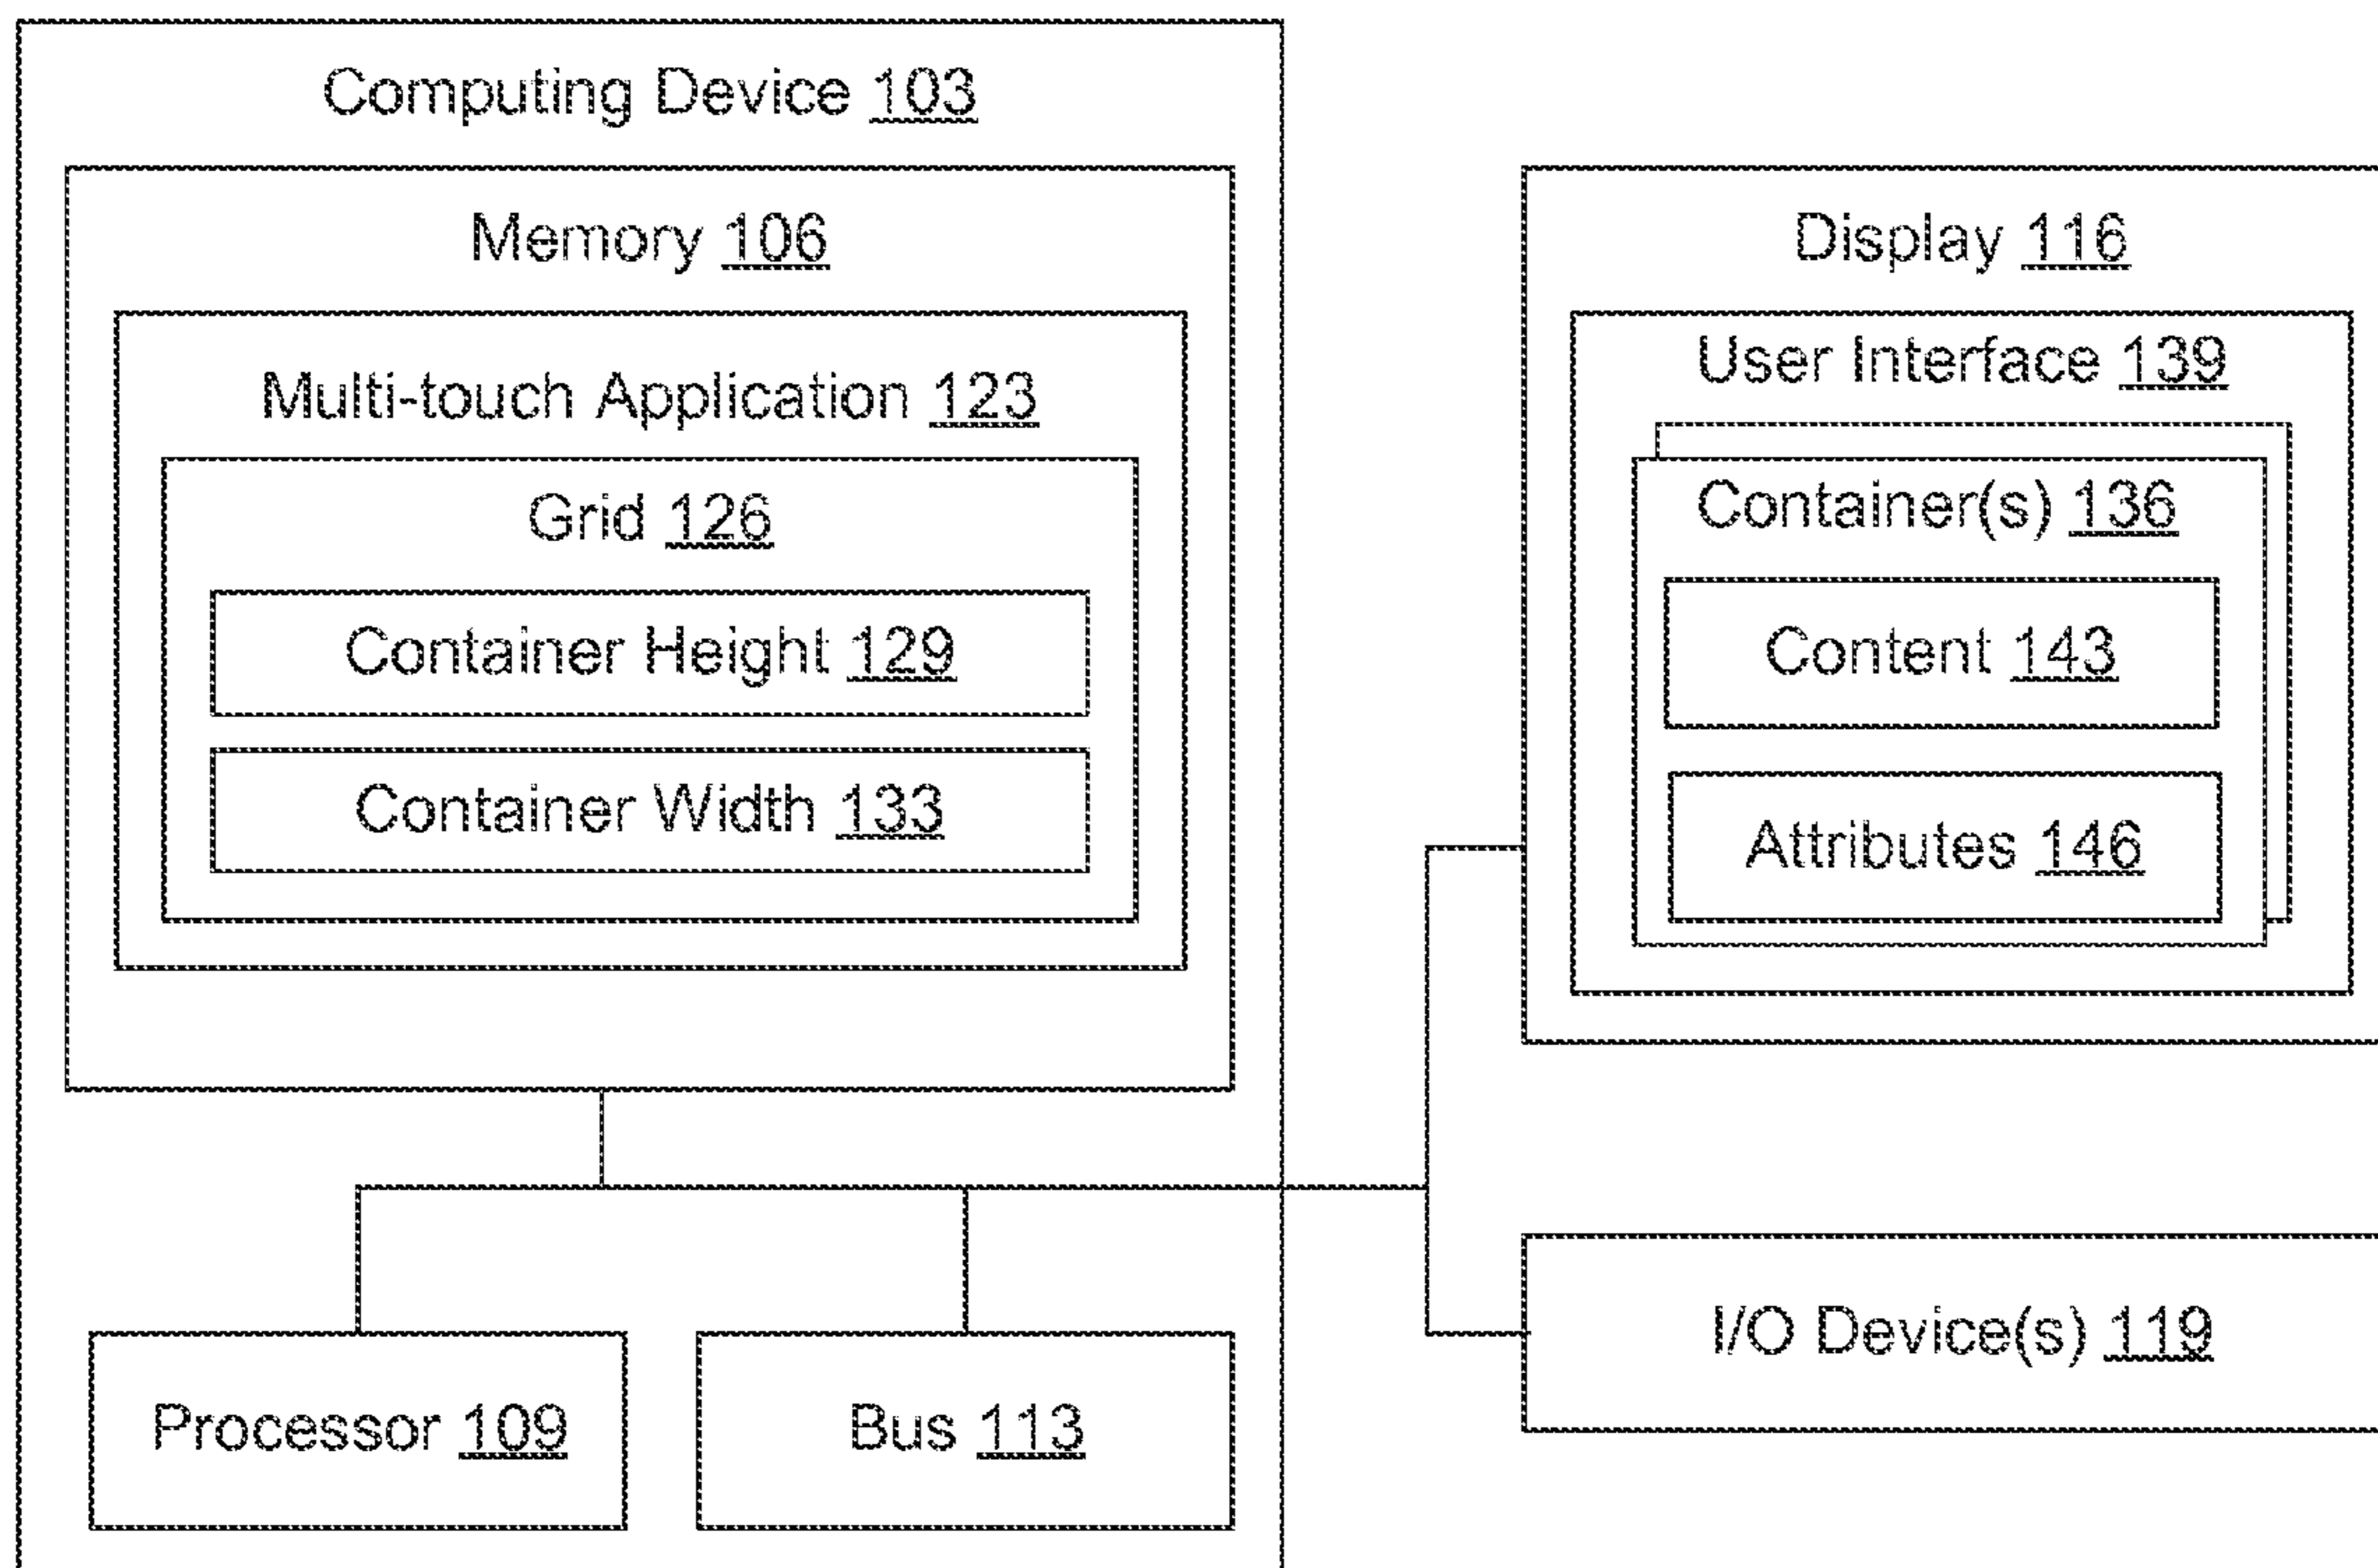 Computing Device 103
Memory 106
Multi-touch Application 123
Grid 126
Container Height 129
Container Width 133
Processor 109
Bus 113
Display 116
User Interface 139
Container(s) 136
Content 143
Attributes 146
I/O Device(s) 119